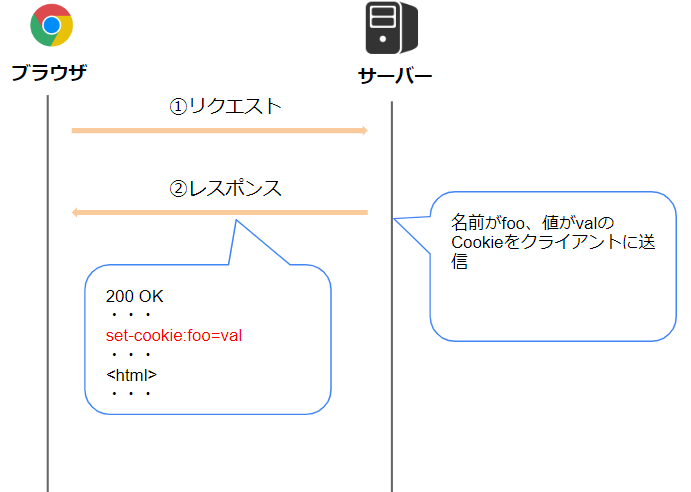 ブラウザ
サーバー
①リクエスト
②レスポンス
名前がfoo、値がvalの
Cookieをクライアントに送
信
200 OK
・・・
set-cookie:foo=val
・・・
<html>
・・・